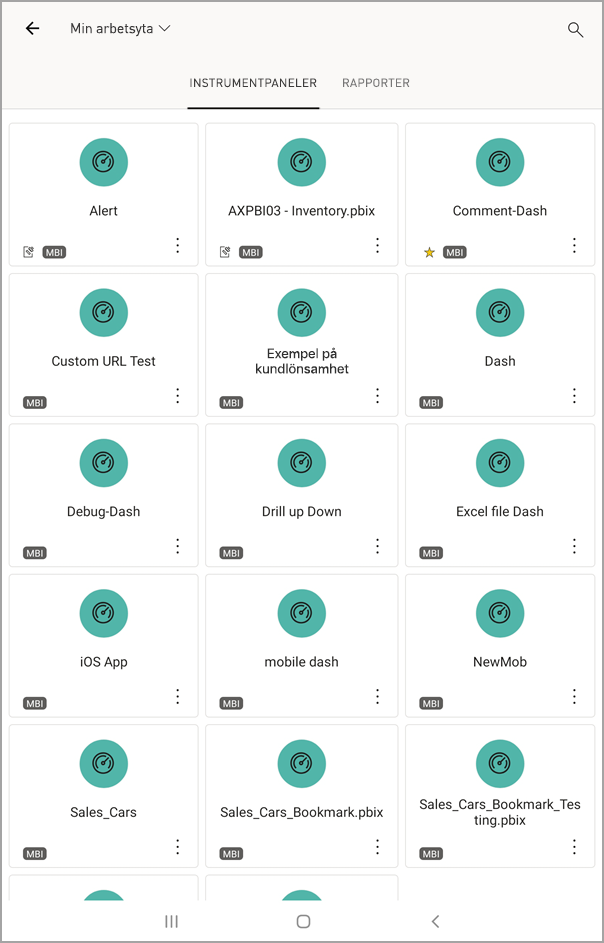 Min arbetsyta
INSTRUMENTPANELER RAPPORTER
Alert
MBI
AXPBI03 - Inventory.pbix
MBI
Comment-Dash
MBI
Custom URL Test
MBI
Exempel på
kundlönsamhet
MBI
Dash
MBI
Debug-Dash
MBI
Drill up Down
MBI
Excel file Dash
MBI
iOS App
MBI
mobile dash
MBI
NewMob
MBI
Sales_Cars
MBI
Sales_Cars_Bookmark.pbix
MBI
Sales_Cars_Bookmark_Tes
ting.pbix
MBI